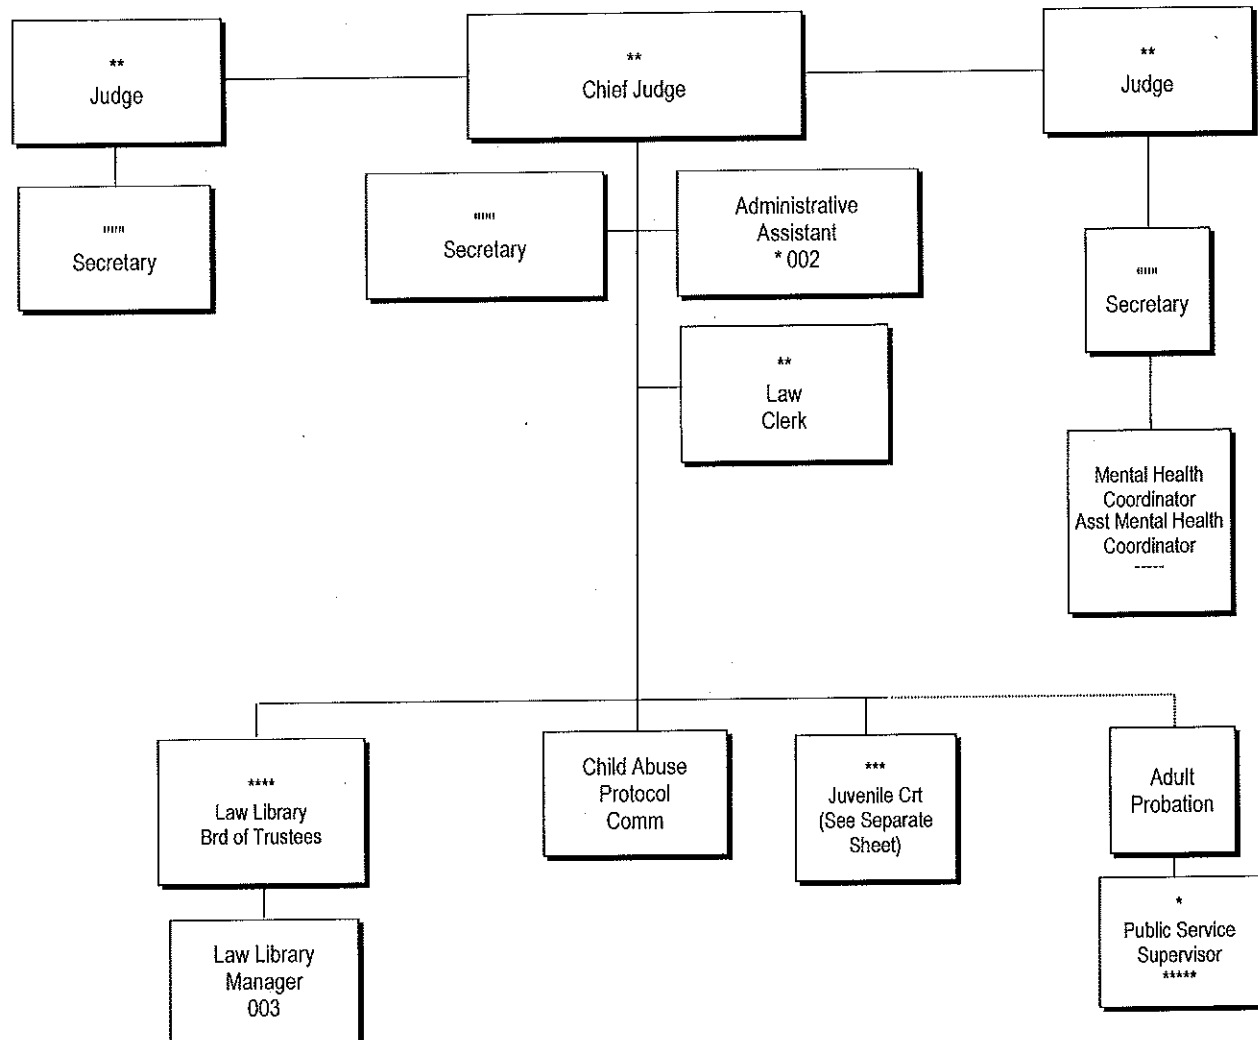 **
Judge
**
Chief Judge
**
Judge
"""
Secretary
""""
Secretary
Administrative
Assistant
* 002
""""
Secretary
**
Law
Clerk
Mental Health
Coordinator
Asst Mental Health
Coordinator
-----
****
Law Library
Brd of Trustees
Child Abuse
Protocol
Comm
***
Juvenile Crt
(See Separate
Sheet)
Adult
Probation
Law Library
Manager
003
*
Public Service
Supervisor
*****